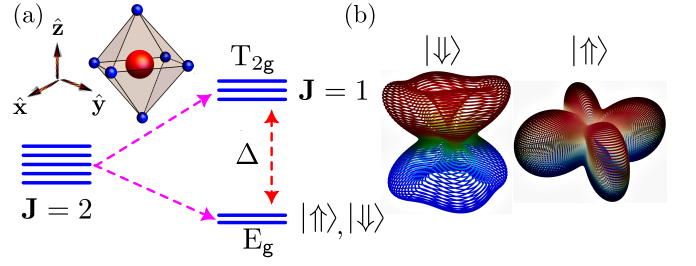 (a)
ẑ
x̂
ŷ
T2g
J = 1
Δ
J = 2
|⇑⟩,|⇓⟩
Eg
(b)
|⇓⟩
|⇑⟩